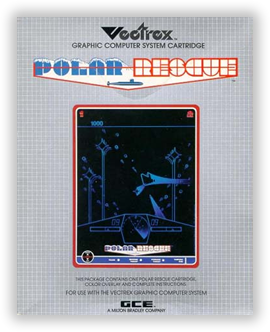 Vectrex
GRAPHIC COMPUTER SYSTEM CARTRIDGE
POLAR RESCUE
1000
POLAR RESCUE
THIS PACKAGE CONTAINS ONE POLAR RESCUE CARTRIDGE,
COLOR OVERLAY AND COMPLETE INSTRUCTIONS.
FOR USE WITH THE VECTREX GRAPHIC COMPUTER SYSTEM
GCE
A MILTON BRADLEY COMPANY